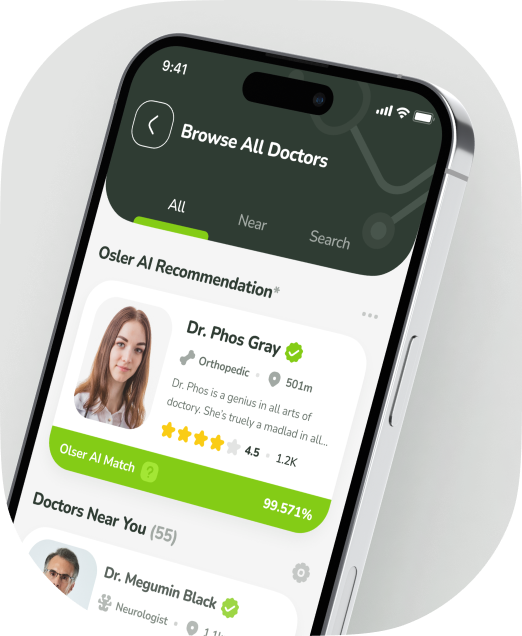 9:41
Browse All Doctors
All
Near
Search
Osler AI Recommendation*
Dr. Phos Gray
Orthopedic • 501m
Dr. Phos is a genius in all arts of
doctory. She's truely a madlad in all...
4.5 • 1.2K
Olser AI Match ?
99.571%
Doctors Near You (55)
Dr. Megumin Black
Neurologist •